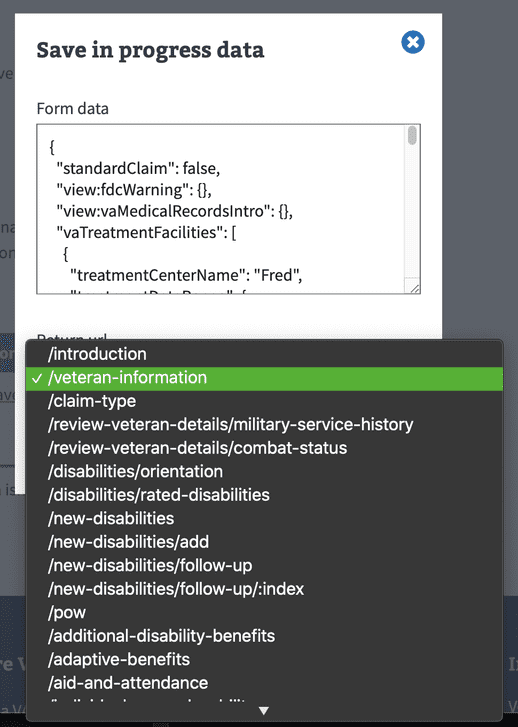 Save in progress data
Form data
{
"standardClaim": false,
"view:fdcWarning": {},
"view:vaMedicalRecordsIntro": {},
"vaTreatmentFacilities": [
{
"treatmentCenterName": "Fred",
Return url
/introduction
✓ /veteran-information
/claim-type
/review-veteran-details/military-service-history
/review-veteran-details/combat-status
/disabilities/orientation
/disabilities/rated-disabilities
/new-disabilities
/new-disabilities/add
/new-disabilities/follow-up
/new-disabilities/follow-up/:index
/pow
/additional-disability-benefits
/adaptive-benefits
/aid-and-attendance